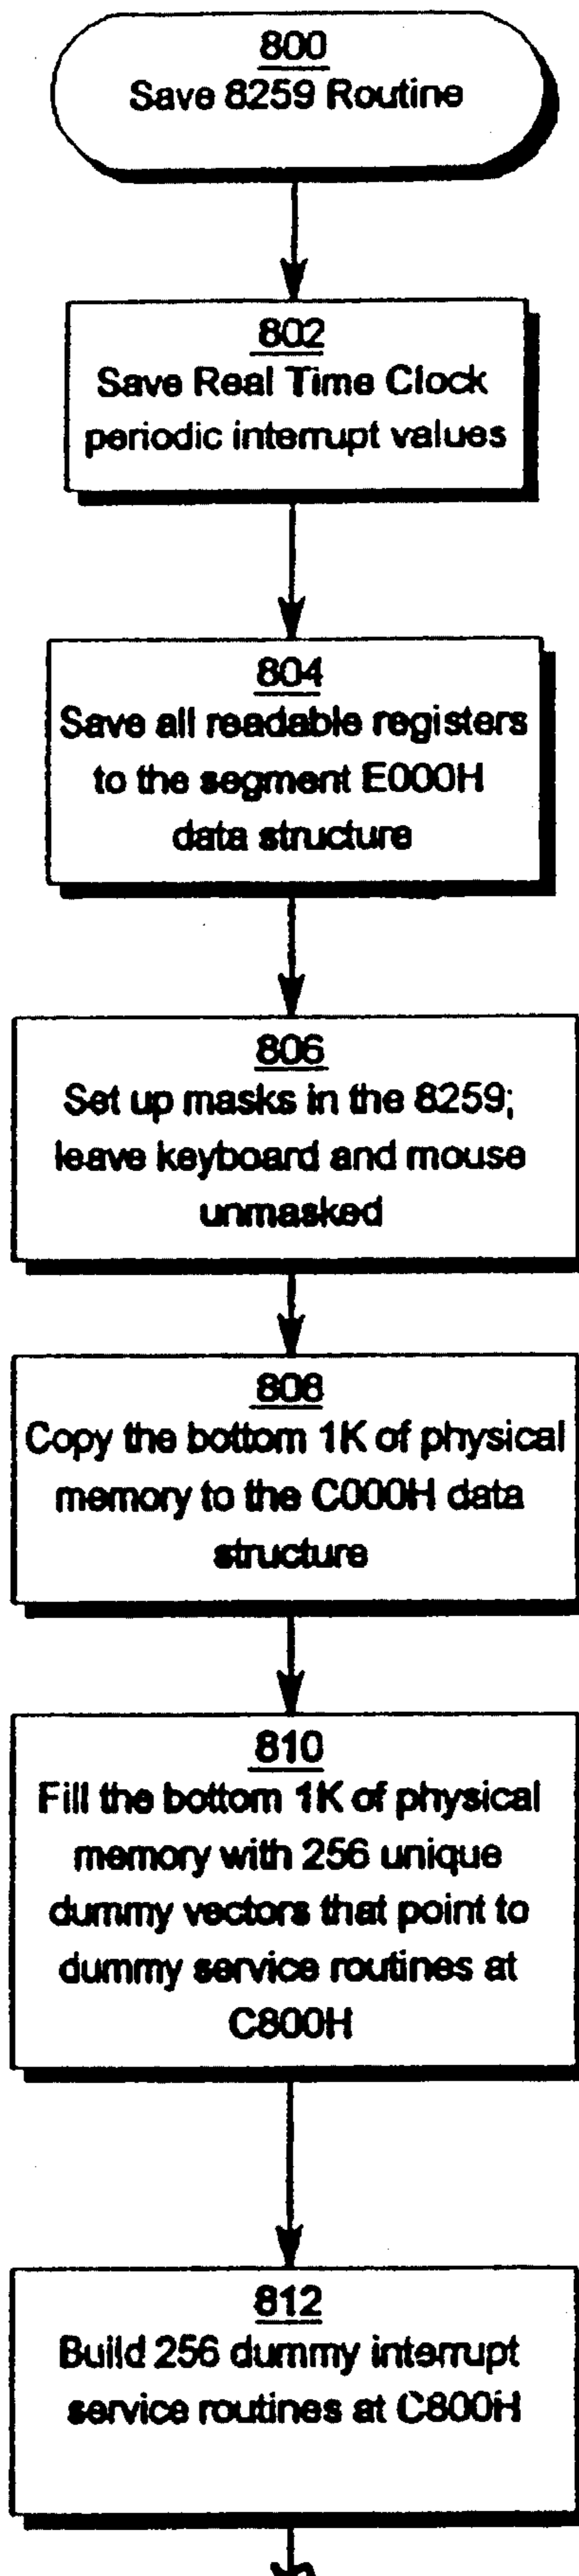 800
Save 8259 Routine
802
Save Real Time Clock
periodic interrupt values
804
Save all readable registers
to the segment E000H
data structure
806
Set up masks in the 8259;
leave keyboard and mouse
unmasked
808
Copy the bottom 1K of physical
memory to the C000H data
structure
810
Fill the bottom 1K of physical
memory with 256 unique
dummy vectors that point to
dummy service routines at
C800H
812
Build 256 dummy interrupt
service routines at C800H